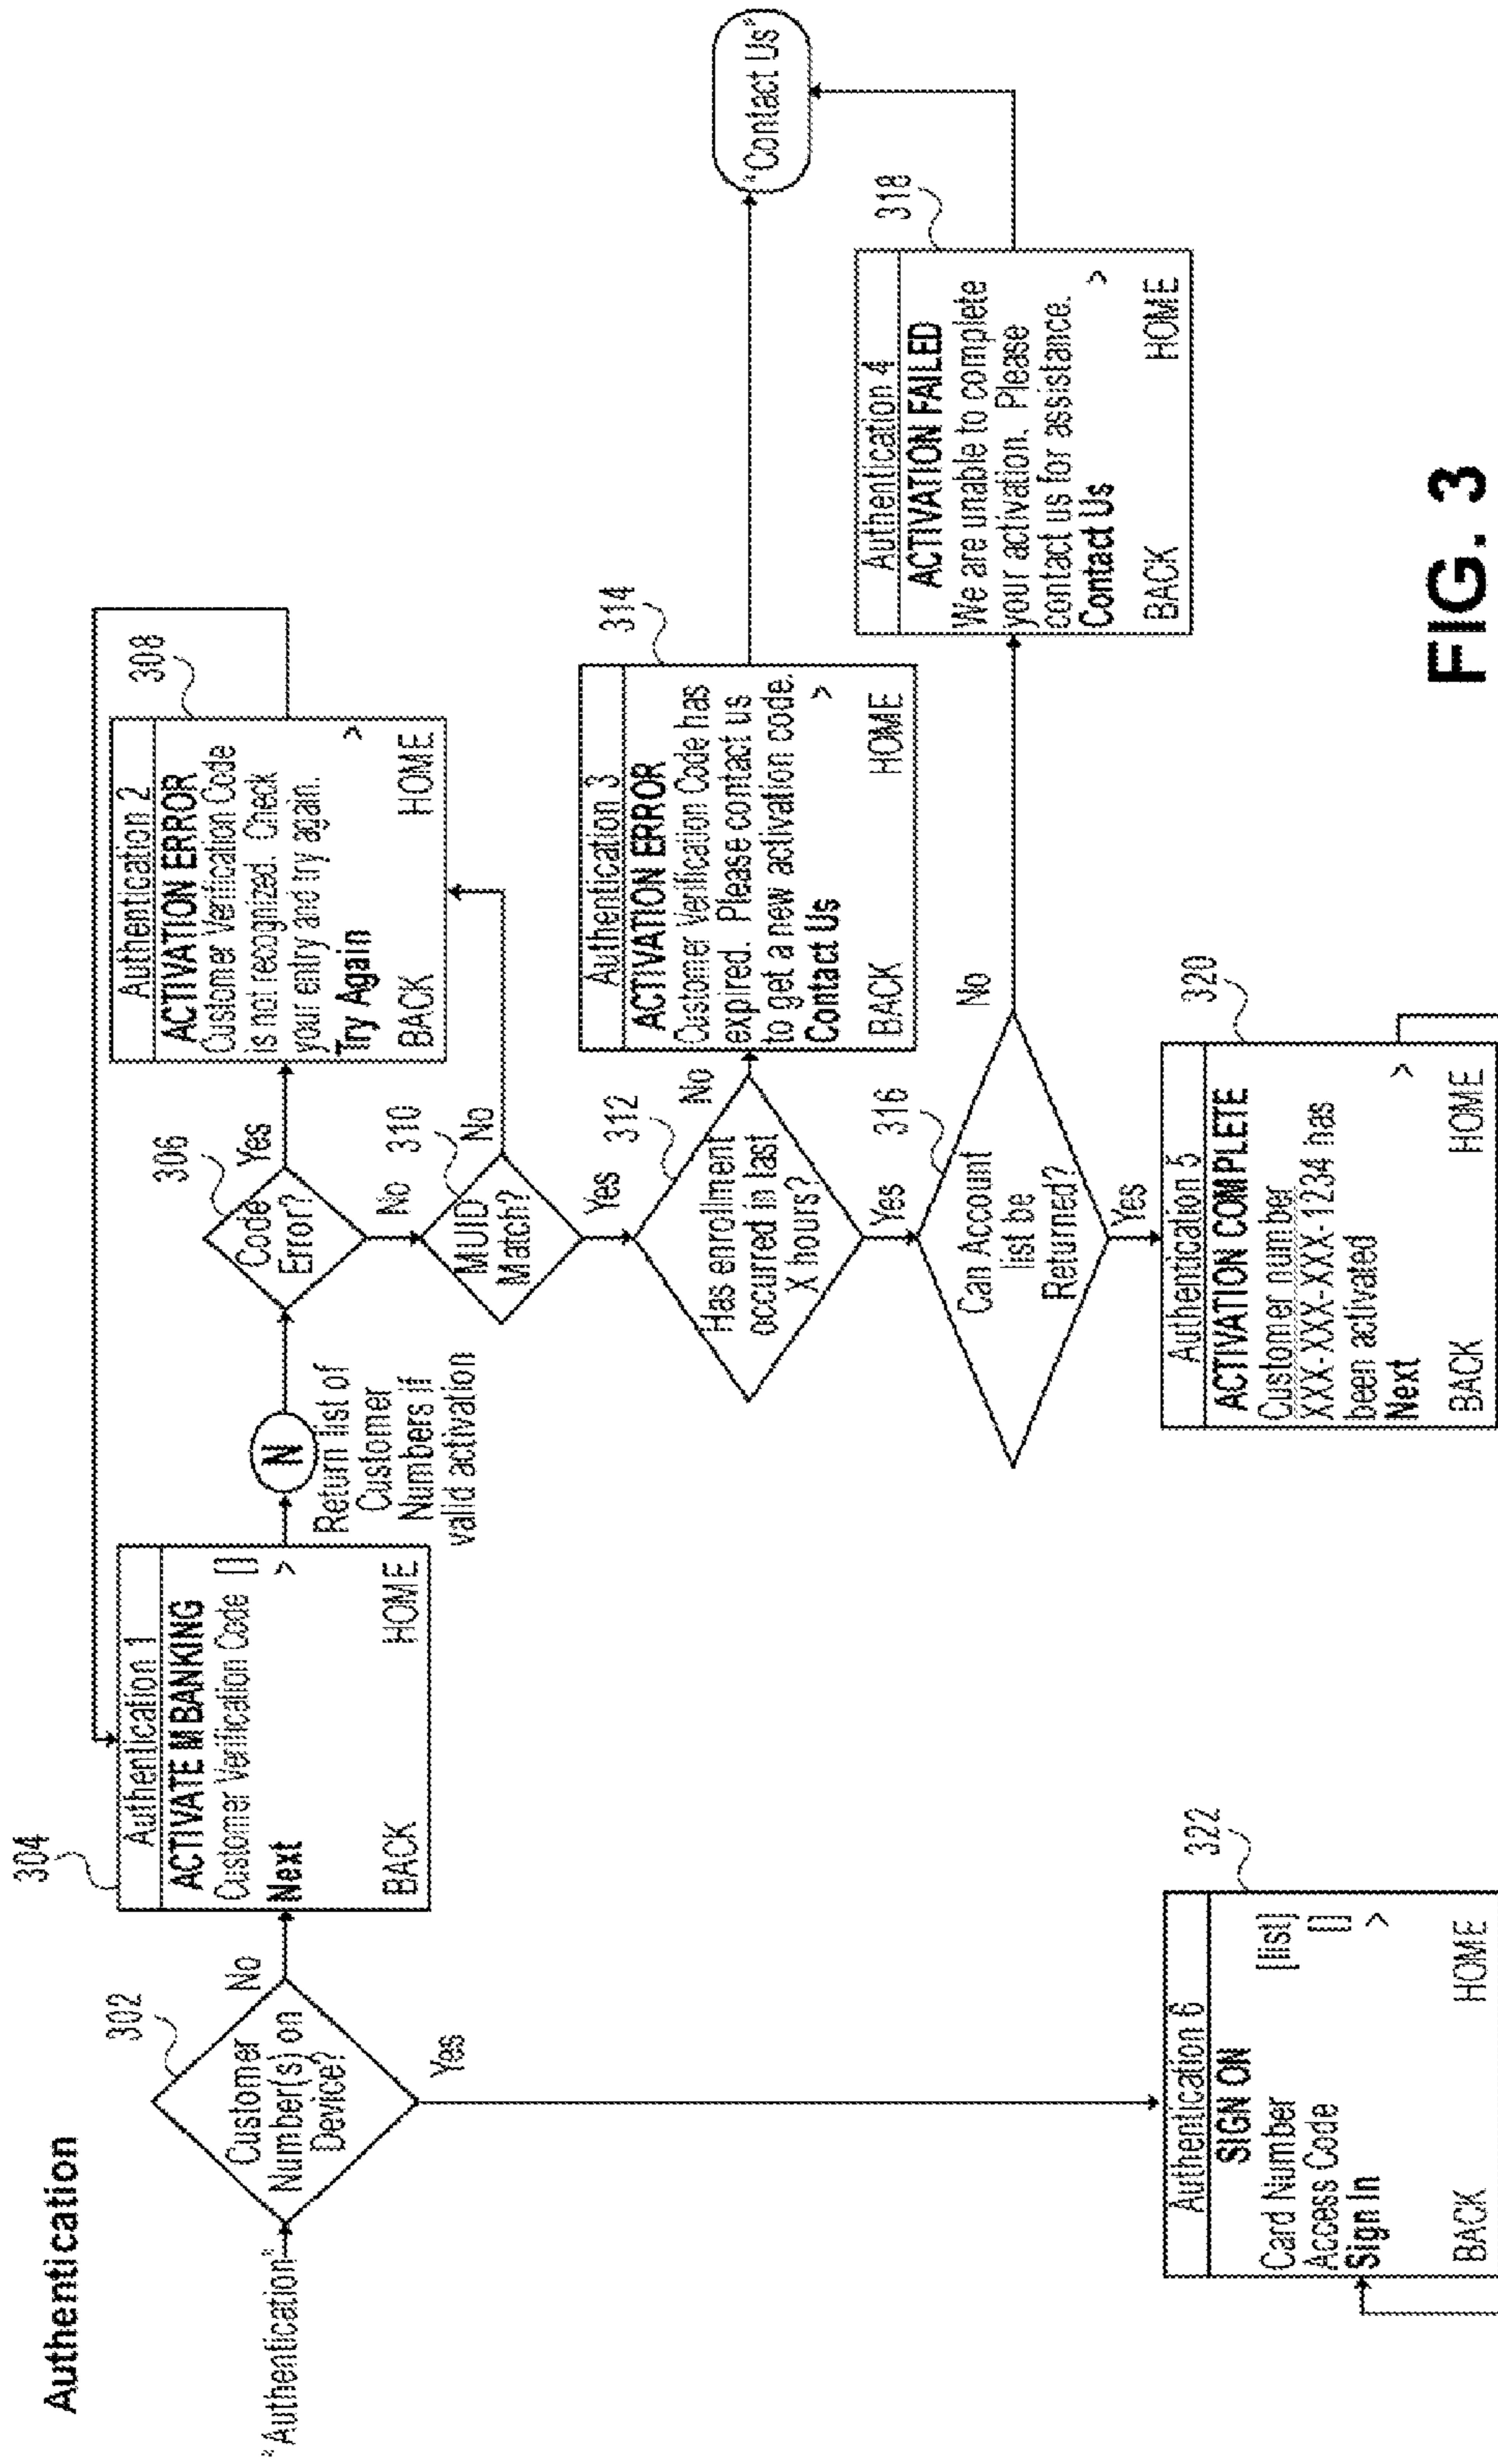 Authentication
"Authentication"
302
Customer
Number(s) on
Device?
No
Yes
304
Authentication 1
ACTIVATE M BANKING
Customer Verification Code []
Next >
BACK HOME
N
Return list of
Customer
Numbers if
valid activation
306
Code
Error?
Yes
No
308
Authentication 2
ACTIVATION ERROR
Customer Verification Code
is not recognized. Check
your entry and try again.
Try Again >
BACK HOME
310
MUID
Match?
No
Yes
312
Has enrollment
occurred in last
X hours?
No
Yes
314
Authentication 3
ACTIVATION ERROR
Customer Verification Code has
expired. Please contact us
to get a new activation code.
Contact Us >
BACK HOME
"Contact Us"
316
Can Account
list be
Returned?
No
Yes
318
Authentication 4
ACTIVATION FAILED
We are unable to complete
your activation. Please
contact us for assistance.
Contact Us >
BACK HOME
320
Authentication 5
ACTIVATION COMPLETE
Customer number
XXX-XXX-XXX-XXX-1234 has
been activated
Next >
BACK HOME
322
Authentication 6
SIGN ON
Card Number [list]
Access Code []
Sign In >
BACK HOME
FIG. 3